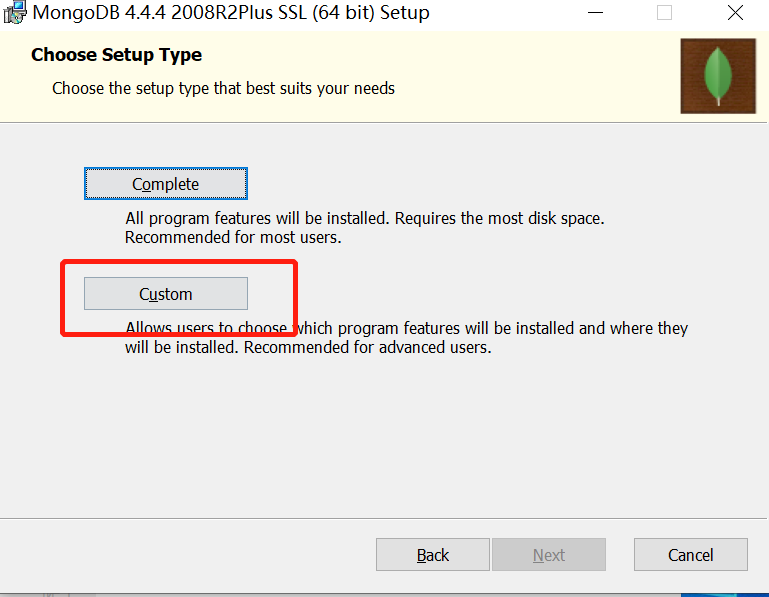 MongoDB 4.4.4 2008R2Plus SSL (64 bit) Setup
Choose Setup Type
Choose the setup type that best suits your needs
Complete
All program features will be installed. Requires the most disk space.
Recommended for most users.
Custom
Allows users to choose which program features will be installed and where they
will be installed. Recommended for advanced users.
Back
Next
Cancel